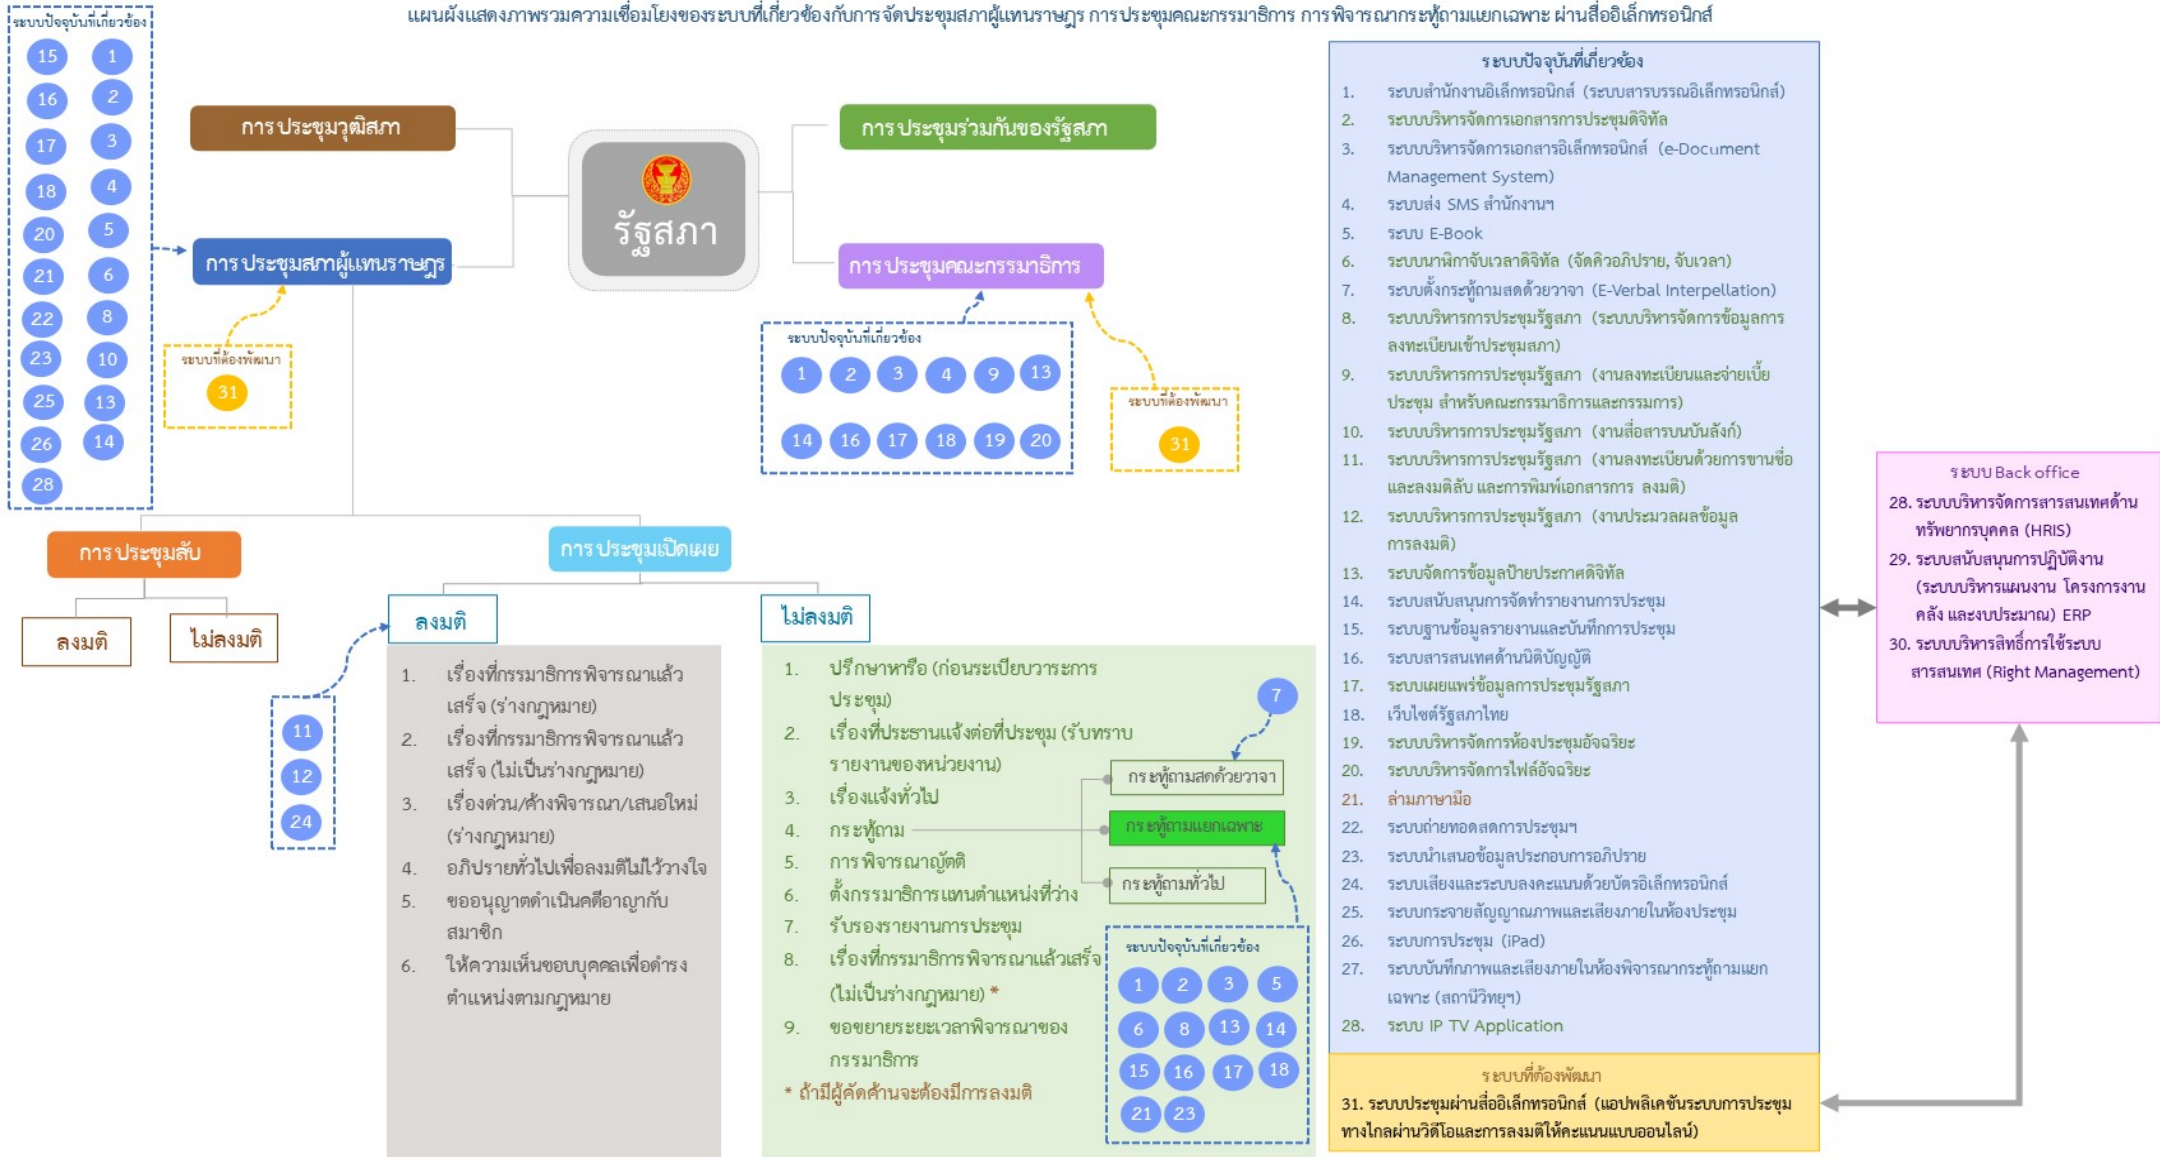 แผนผังแสดงภาพรวมความเชื่อมโยงของระบบที่เกี่ยวข้องกับการจัดประชุมสภาผู้แทนราษฎร การประชุมคณะกรรมาธิการ การพิจารณากระทู้ถามแยกเฉพาะ ผ่านสื่ออิเล็กทรอนิกส์
ระบบปัจจุบันที่เกี่ยวข้อง
15 1
16 2
17 3
18 4
20 5
21 6
22 8
23 10
25 13
26 14
28
การประชุมวุฒิสภา
การประชุมสภาผู้แทนราษฎร
รัฐสภา
การประชุมร่วมกันของรัฐสภา
การประชุมคณะกรรมาธิการ
ระบบที่ต้องพัฒนา
31
ระบบปัจจุบันที่เกี่ยวข้อง
1 2 3 4 9 13
14 16 17 18 19 20
ระบบที่ต้องพัฒนา
31
การประชุมลับ
ลงมติ
ไม่ลงมติ
การประชุมเปิดเผย
ลงมติ
11
12
24
1. เรื่องที่กรรมาธิการพิจารณาแล้ว
เสร็จ (ร่างกฎหมาย)
2. เรื่องที่กรรมาธิการพิจารณาแล้ว
เสร็จ (ไม่เป็นร่างกฎหมาย)
3. เรื่องด่วน/ค้างพิจารณา/เสนอใหม่
(ร่างกฎหมาย)
4. อภิปรายทั่วไปเพื่อลงมติไม่ไว้วางใจ
5. ขออนุญาตดำเนินคดีอาญากับ
สมาชิก
6. ให้ความเห็นชอบบุคคลเพื่อดำรง
ตำแหน่งตามกฎหมาย
ไม่ลงมติ
1. ปรึกษาหารือ (ก่อนระเบียบวาระการ
ประชุม)
2. เรื่องที่ประธานแจ้งต่อที่ประชุม (รับทราบ
รายงานของหน่วยงาน)
3. เรื่องแจ้งทั่วไป
4. กระทู้ถาม
5. การพิจารณาญัตติ
6. ตั้งกรรมาธิการแทนตำแหน่งที่ว่าง
7. รับรองรายงานการประชุม
8. เรื่องที่กรรมาธิการพิจารณาแล้วเสร็จ
(ไม่เป็นร่างกฎหมาย) *
9. ขอขยายระยะเวลาพิจารณาของ
กรรมาธิการ
* ถ้ามีผู้คัดค้านจะต้องมีการลงมติ
7
กระทู้ถามสดด้วยวาจา
กระทู้ถามแยกเฉพาะ
กระทู้ถามทั่วไป
ระบบปัจจุบันที่เกี่ยวข้อง
1 2 3 5
6 8 13 14
15 16 17 18
21 23
ระบบปัจจุบันที่เกี่ยวข้อง
1. ระบบสำนักงานอิเล็กทรอนิกส์ (ระบบสารบรรณอิเล็กทรอนิกส์)
2. ระบบบริหารจัดการเอกสารการประชุมดิจิทัล
3. ระบบบริหารจัดการเอกสารอิเล็กทรอนิกส์ (e-Document
Management System)
4. ระบบส่ง SMS สำนักงานฯ
5. ระบบ E-Book
6. ระบบนาฬิกาจับเวลาดิจิทัล (จัดคิวอภิปราย, จับเวลา)
7. ระบบตั้งกระทู้ถามสดด้วยวาจา (E-Verbal Interpellation)
8. ระบบบริหารการประชุมรัฐสภา (ระบบบริหารจัดการข้อมูลการ
ลงทะเบียนเข้าประชุมสภา)
9. ระบบบริหารการประชุมรัฐสภา (งานลงทะเบียนและจ่ายเบี้ย
ประชุม สำหรับคณะกรรมาธิการและกรรมการ)
10. ระบบบริหารการประชุมรัฐสภา (งานสื่อสารบนบันลังก์)
11. ระบบบริหารการประชุมรัฐสภา (งานลงทะเบียนด้วยการขานชื่อ
และลงมติลับ และการพิมพ์เอกสารการ ลงมติ)
12. ระบบบริหารการประชุมรัฐสภา (งานประมวลผลข้อมูล
การลงมติ)
13. ระบบจัดการข้อมูลป้ายประกาศดิจิทัล
14. ระบบสนับสนุนการจัดทำรายงานการประชุม
15. ระบบฐานข้อมูลรายงานและบันทึกการประชุม
16. ระบบสารสนเทศด้านนิติบัญญัติ
17. ระบบเผยแพร่ข้อมูลการประชุมรัฐสภา
18. เว็บไซต์รัฐสภาไทย
19. ระบบบริหารจัดการห้องประชุมอัจฉริยะ
20. ระบบบริหารจัดการไฟล์อัจฉริยะ
21. ล่ามภาษามือ
22. ระบบถ่ายทอดสดการประชุมฯ
23. ระบบนำเสนอข้อมูลประกอบการอภิปราย
24. ระบบเสียงและระบบลงคะแนนด้วยบัตรอิเล็กทรอนิกส์
25. ระบบกระจายสัญญาณภาพและเสียงภายในห้องประชุม
26. ระบบการประชุม (iPad)
27. ระบบบันทึกภาพและเสียงภายในห้องพิจารณากระทู้ถามแยก
เฉพาะ (สถานีวิทยุฯ)
28. ระบบ IP TV Application
ระบบที่ต้องพัฒนา
31. ระบบประชุมผ่านสื่ออิเล็กทรอนิกส์ (แอปพลิเคชันระบบการประชุม
ทางไกลผ่านวิดีโอและการลงมติให้คะแนนแบบออนไลน์)
ระบบ Back office
28. ระบบบริหารจัดการสารสนเทศด้าน
ทรัพยากรบุคคล (HRIS)
29. ระบบสนับสนุนการปฏิบัติงาน
(ระบบบริหารแผนงาน โครงการงาน
คลัง และงบประมาณ) ERP
30. ระบบบริหารสิทธิ์การใช้ระบบ
สารสนเทศ (Right Management)